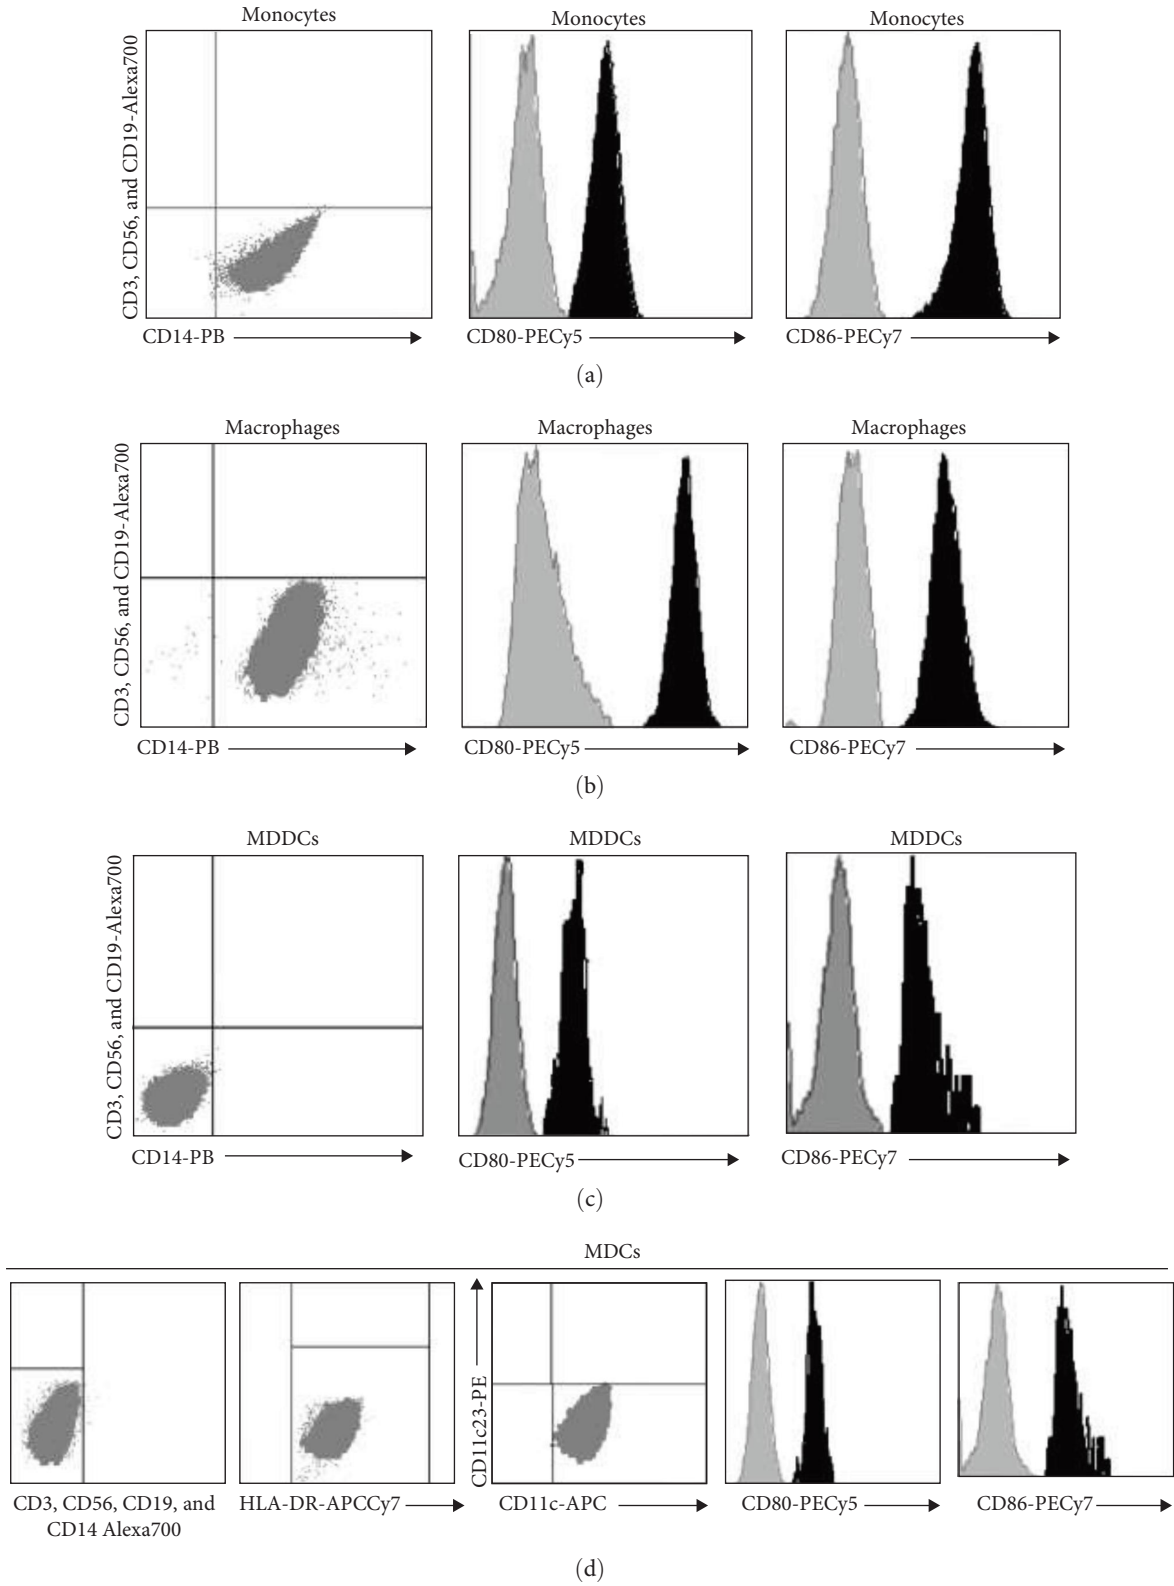 Monocytes
Monocytes
Monocytes
CD3, CD56, and CD19-Alexa700
CD14-PB
CD80-PECy5
CD86-PECy7
(a)
Macrophages
Macrophages
Macrophages
CD3, CD56, and CD19-Alexa700
CD14-PB
CD80-PECy5
CD86-PECy7
(b)
MDDCs
MDDCs
MDDCs
CD3, CD56, and CD19-Alexa700
CD14-PB
CD80-PECy5
CD86-PECy7
(c)
MDCs
CD11c23-PE
CD3, CD56, CD19, and
CD14 Alexa700
HLA-DR-APCCy7
CD11c-APC
CD80-PECy5
CD86-PECy7
(d)